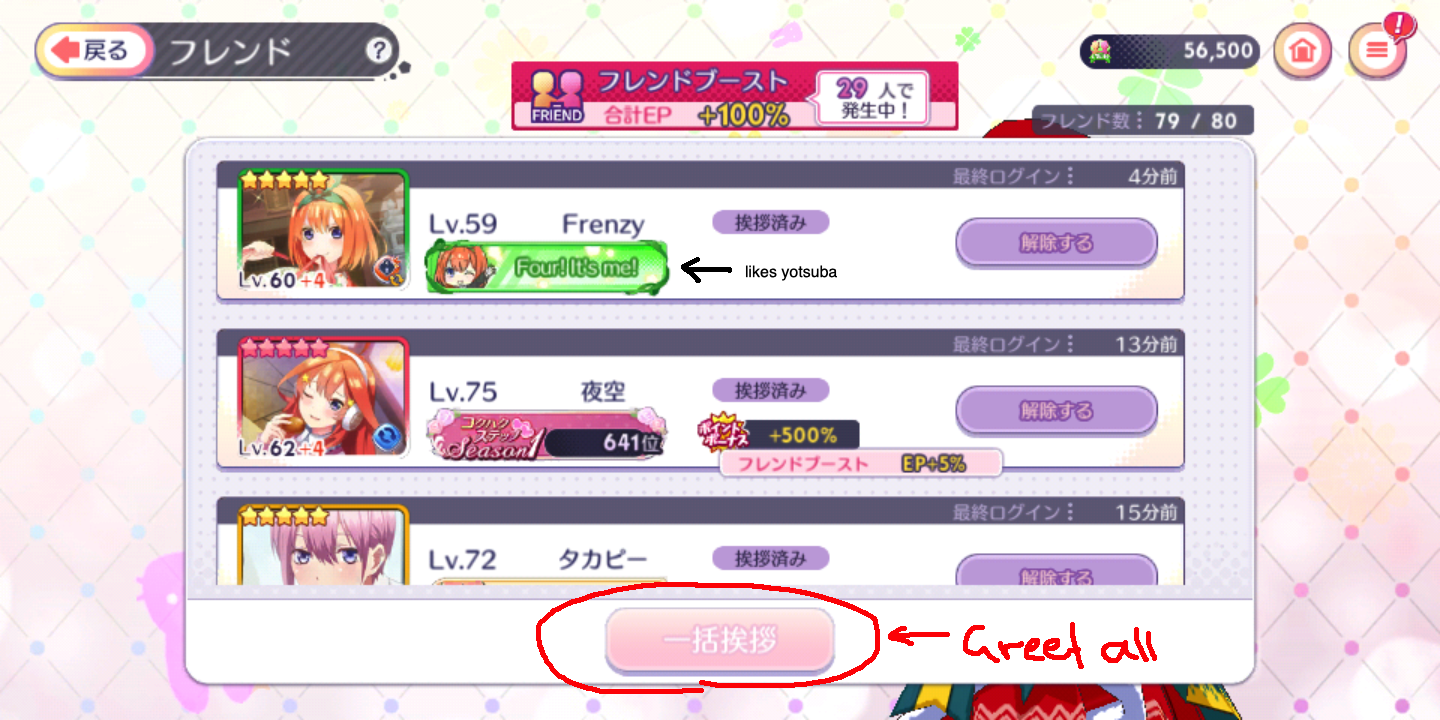 戻る フレンド ?
56,500
!
フレンドブースト
FRIEND 合計EP +100%
29 人で
発生中!
フレンド数: 79 / 80
最終ログイン: 4分前
Lv.59 Frenzy 挨拶済み 解除する
Lv.60+4 Four! It's me! likes yotsuba
最終ログイン: 13分前
Lv.75 夜空 挨拶済み 解除する
Lv.62+4 コクハク ステップ Season1 641位 ポイントボーナス +500%
フレンドブースト EP+5%
最終ログイン: 15分前
Lv.72 タカピー 挨拶済み 解除する
一括挨拶 Greet all